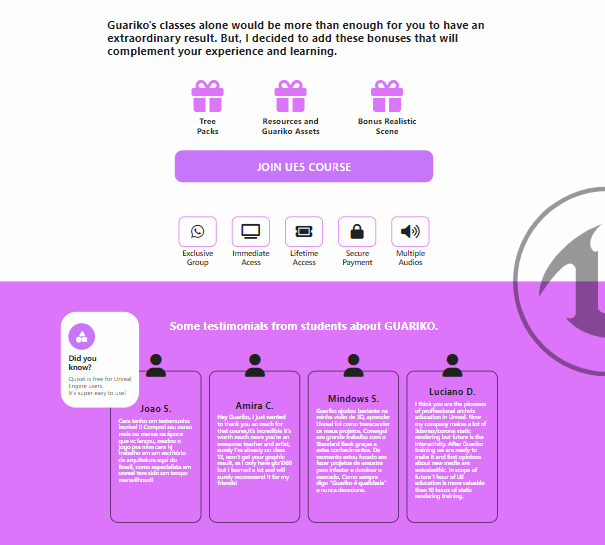 Guariko's classes alone would be more than enough for you to have an
extraordinary result. But, I decided to add these bonuses that will
complement your experience and learning.
Tree
Packs
Resources and
Guariko Assets
Bonus Realistic
Scene
JOIN UE5 COURSE
Exclusive
Group
Immediate
Acess
Lifetime
Access
Secure
Payment
Multiple
Audios
Some testimonials from students about GUARIKO.
Did you
know?
Quixel is free for Unreal
Engine users.
It's super easy to use!
Joao S.
Cara tenho um testemunho
incrível !! Comprei seu curso
mais ou menos na época
que vc lançou, usadoo o
jogo pra mim cara hj
trabalho em um escritório
de arquitetura aqui do
Brasil, como especialista em
unreal tem sido um tempo
maravilhoso!!
Amira C.
Hey Guariko, I just wanted
to thank you so reach for
that course,it's incredible it's
worth much more you're an
awesome teacher and artist,
surely I'm already on class
13, won't get your graphic
result, as I only have gtx1060
but I learned a lot and will
surely recommend it for my
friends!
Mindows S.
Guariko ajudou bastante na
minha visão de 3D, aprender
Unreal foi como transcender
os meus projetos. Consegui
um grande trabalho com o
Standard Bank graças a
estes conhecimentos. De
momento estou focado em
fazer projetos de amostra
para infestar e dominar o
mercado. Como sempre
digo "Guariko é qualidade"
e nunca dececiona.
Luciano D.
I think you are the pioneers
of proffissional archviz
education in Unreal. Now
my company makes a lot of
3dsmax/corona static
rendering but future is the
interactivity. After Guariko
training we are ready to
make it and first opinions
about new media are
entusiasthic. In scope of
future 1 hour of UE
education is more valuable
than 10 hours of static
rendering training.